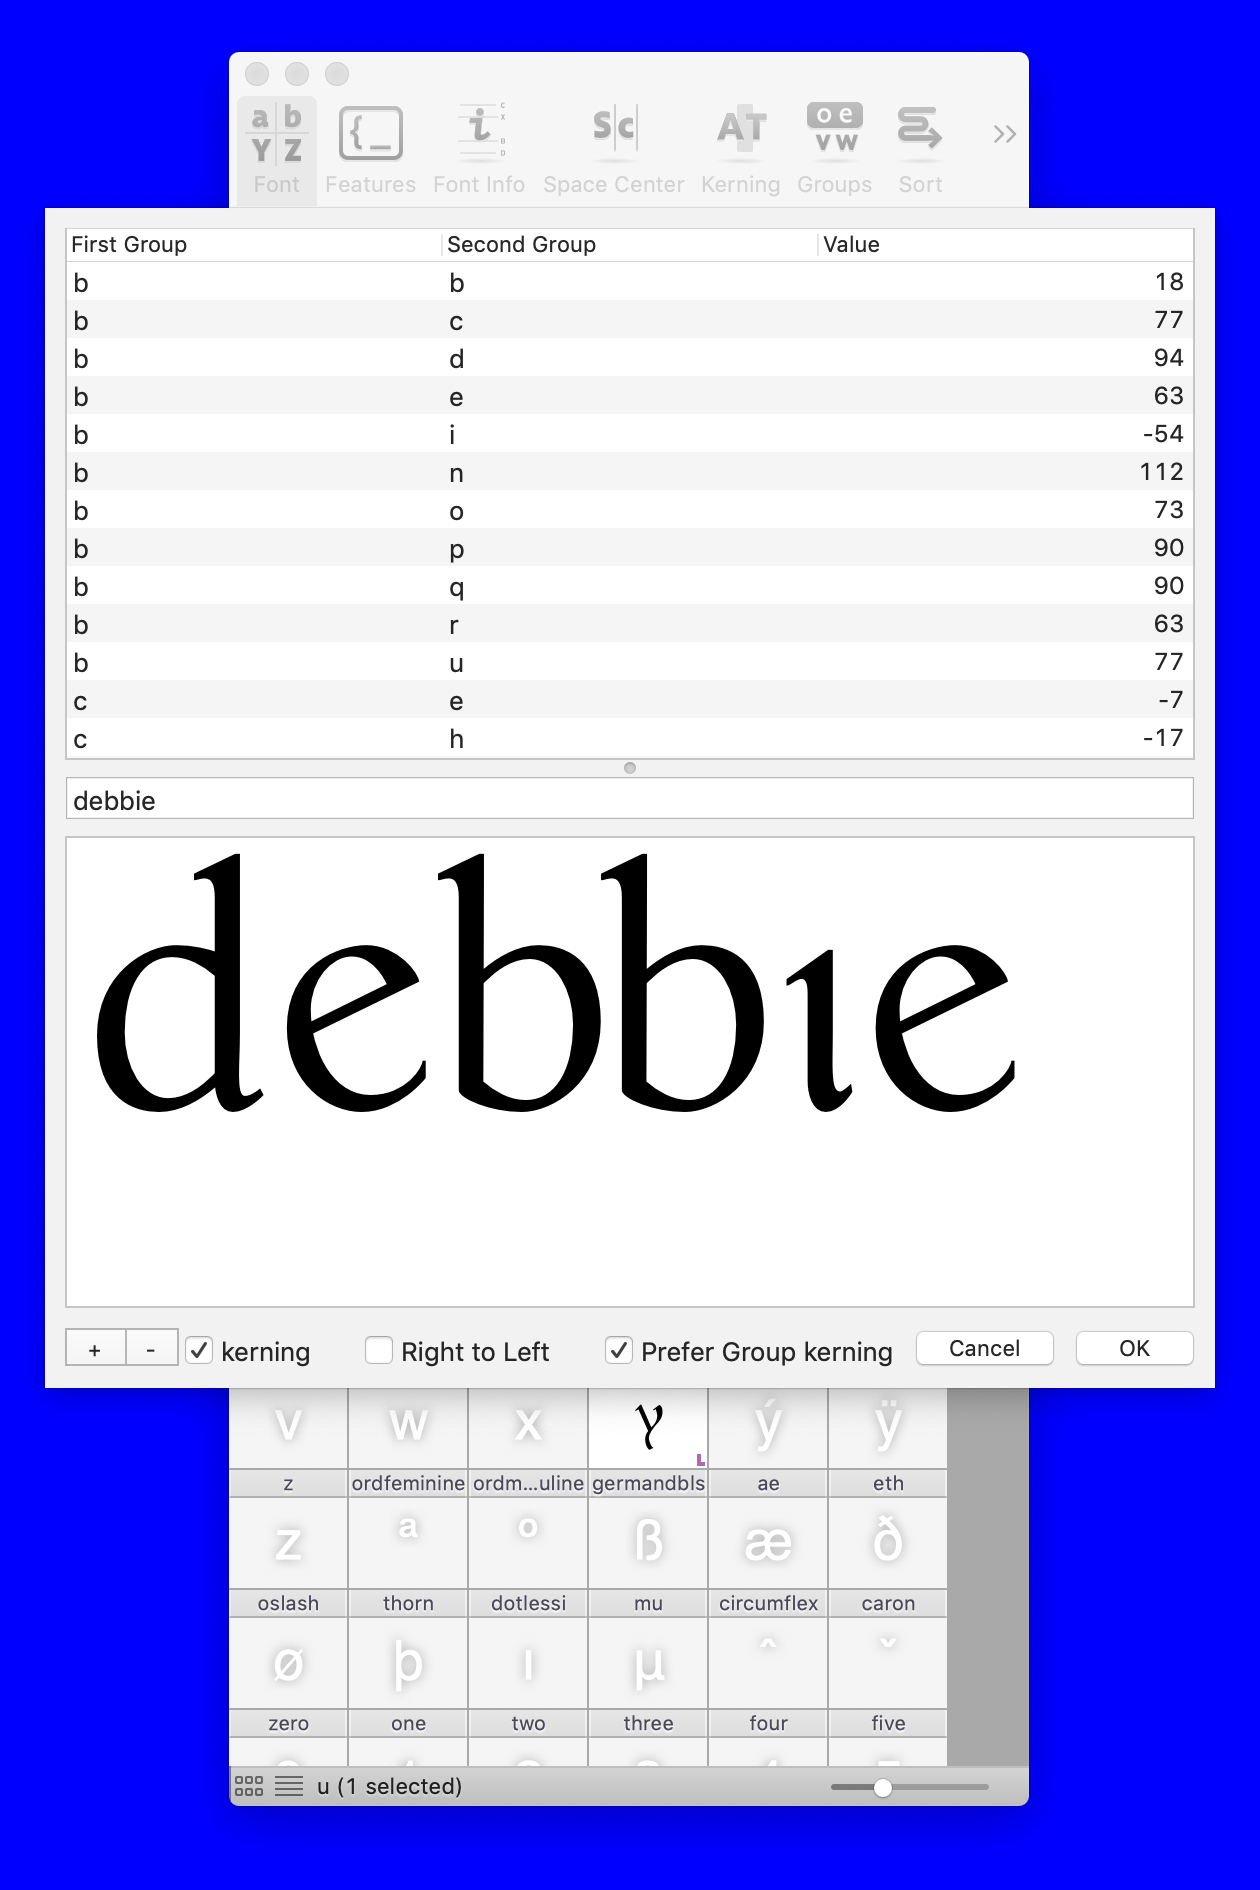 Font Features Font Info Space Center Kerning Groups Sort
First Group Second Group Value
b b 18
b c 77
b d 94
b e 63
b i -54
b n 112
b o 73
b p 90
b q 90
b r 63
b u 77
c e -7
c h -17
debbie
debbıe
+ - kerning Right to Left Prefer Group kerning Cancel OK
v w x ý ÿ
z ordfeminine ordm...uline germandbls ae eth
z ª º ß æ ð
oslash thorn dotlessi mu circumflex caron
ø þ ı µ ˆ ˇ
zero one two three four five
u (1 selected)